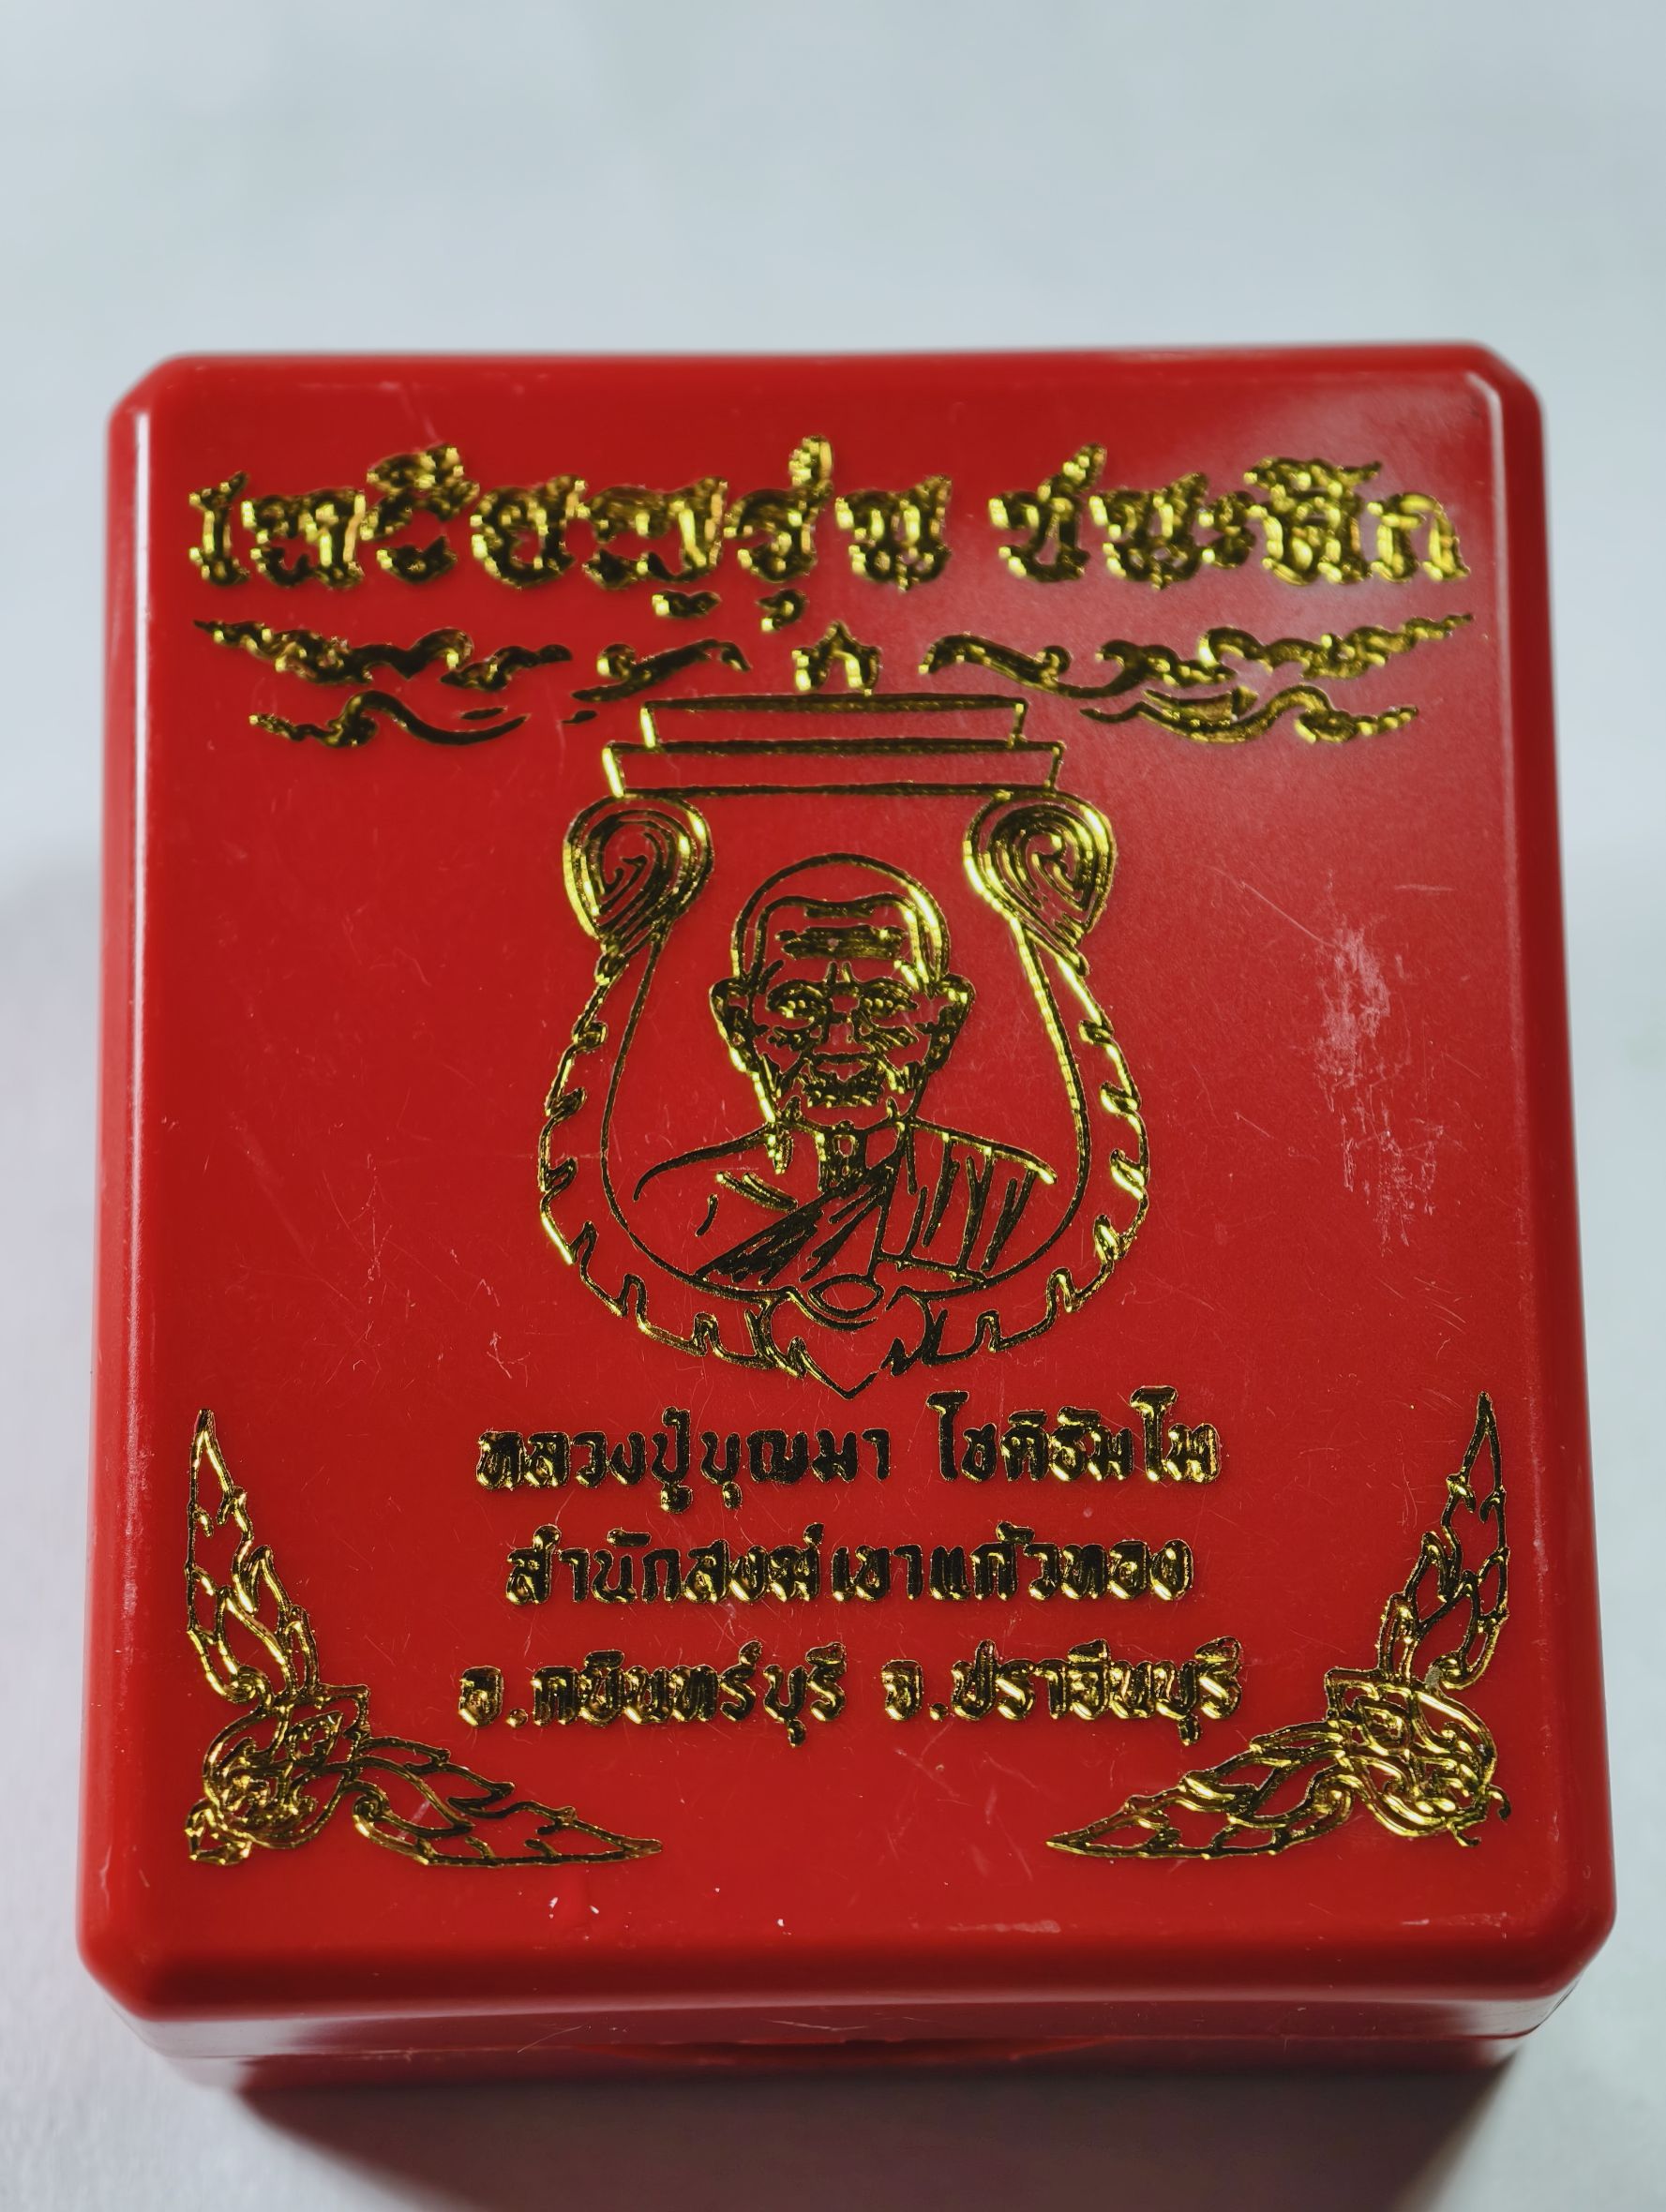 เหรียญรุ่น ชนะศึก
หลวงปู่บุญมา โชติธัมโม
สำนักสงฆ์เขาแก้วทอง
อ.กบินทร์บุรี จ.ปราจีนบุรี